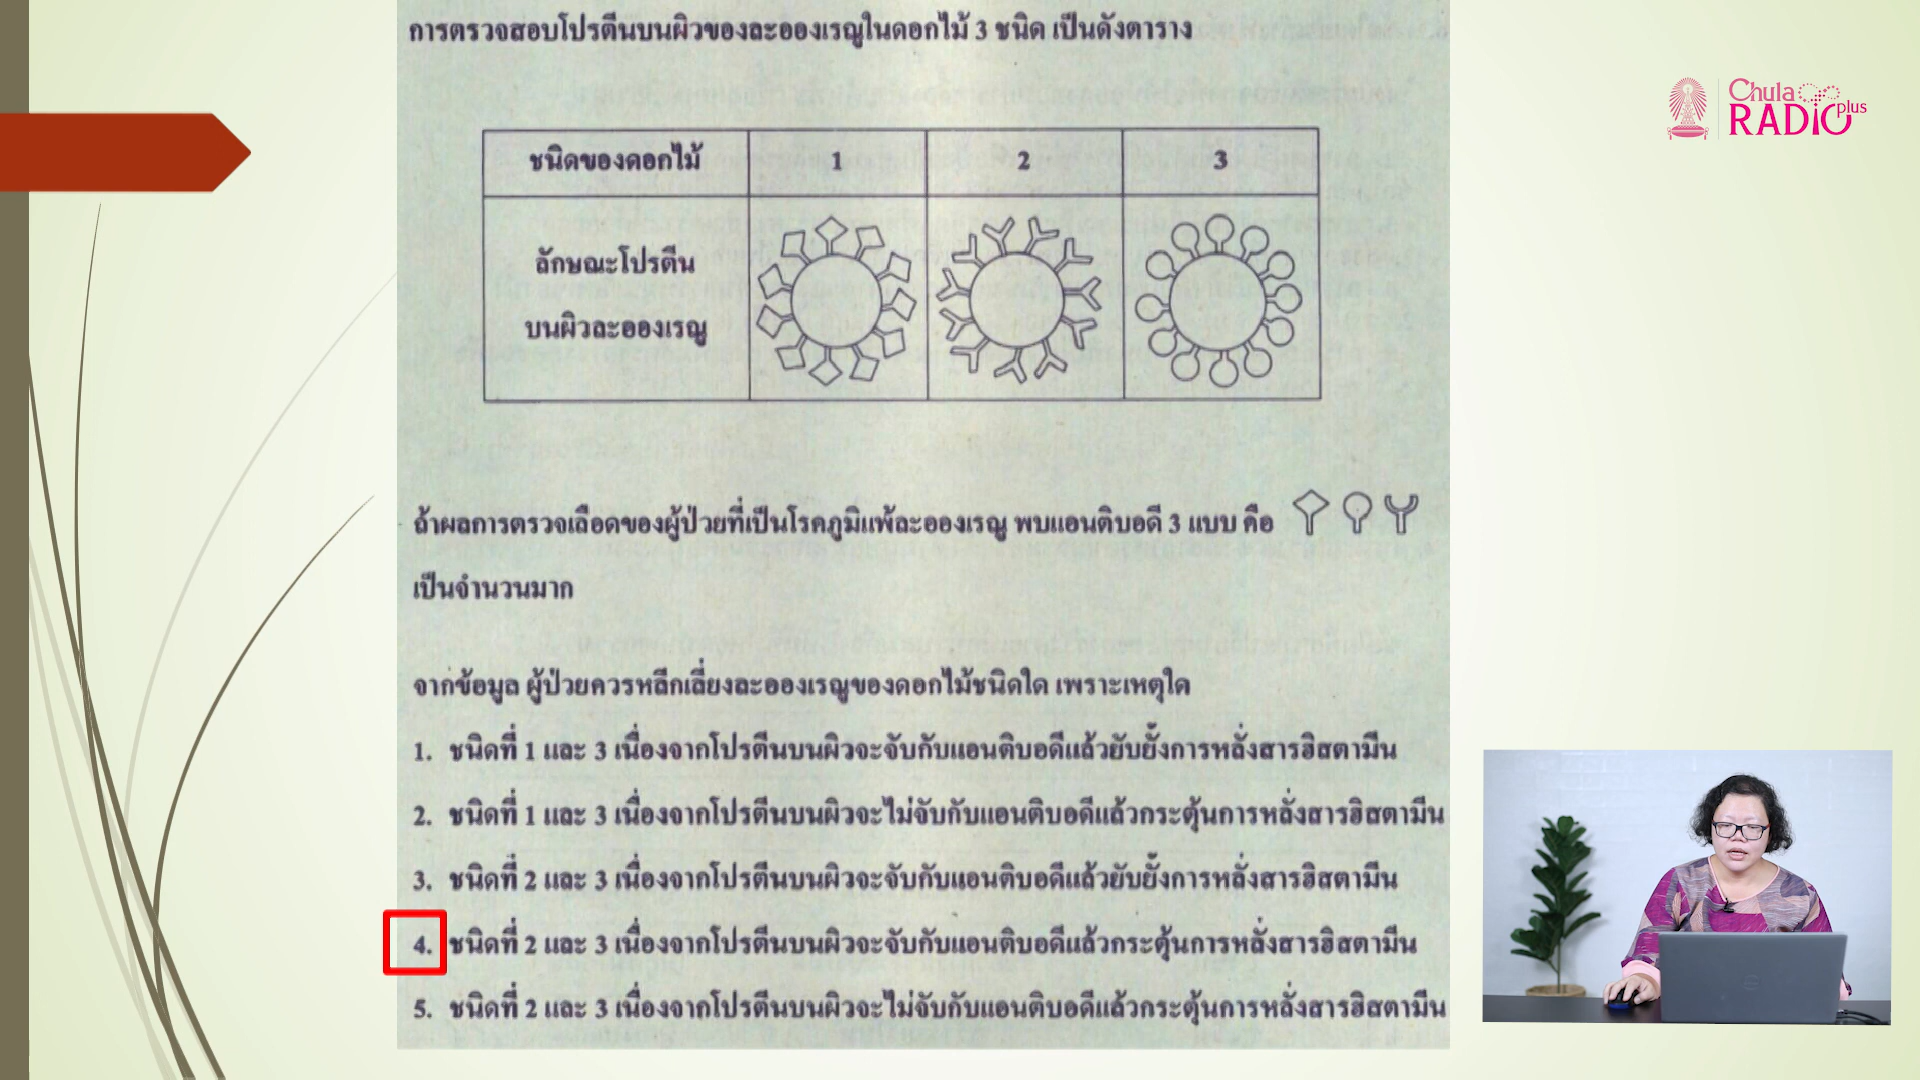 การตรวจสอบโปรตีนบนผิวของละอองเรณูในดอกไม้ 3 ชนิด เป็นดังตาราง
Chula
RADIO plus
ชนิดของดอกไม้ 1 2 3
ลักษณะโปรตีน
บนผิวละอองเรณู
ถ้าผลการตรวจเลือดของผู้ป่วยที่เป็นโรคภูมิแพ้ละอองเรณู พบแอนติบอดี 3 แบบ คือ
เป็นจำนวนมาก
จากข้อมูล ผู้ป่วยควรหลีกเลี่ยงละอองเรณูของดอกไม้ชนิดใด เพราะเหตุใด
1. ชนิดที่ 1 และ 3 เนื่องจากโปรตีนบนผิวจะจับกับแอนติบอดีแล้วยับยั้งการหลั่งสารฮิสตามีน
2. ชนิดที่ 1 และ 3 เนื่องจากโปรตีนบนผิวจะไม่จับกับแอนติบอดีแล้วกระตุ้นการหลั่งสารฮิสตามีน
3. ชนิดที่ 2 และ 3 เนื่องจากโปรตีนบนผิวจะจับกับแอนติบอดีแล้วยับยั้งการหลั่งสารฮิสตามีน
4. ชนิดที่ 2 และ 3 เนื่องจากโปรตีนบนผิวจะจับกับแอนติบอดีแล้วกระตุ้นการหลั่งสารฮิสตามีน
5. ชนิดที่ 2 และ 3 เนื่องจากโปรตีนบนผิวจะไม่จับกับแอนติบอดีแล้วกระตุ้นการหลั่งสารฮิสตามีน